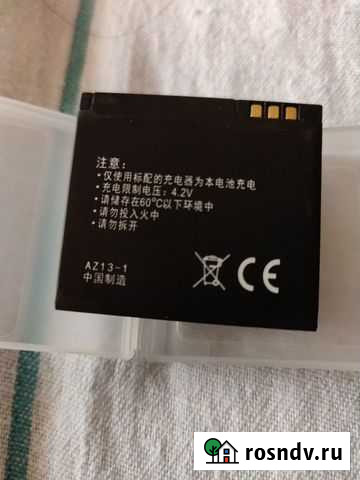 注意：
•仅使用标配的充电器为本电池充电
•充电限制电压：4.2V
•请储存在60℃以下环境中
•请勿投入火中
•请勿拆开
AZ13-1
中国制造
CE
rosndv.ru